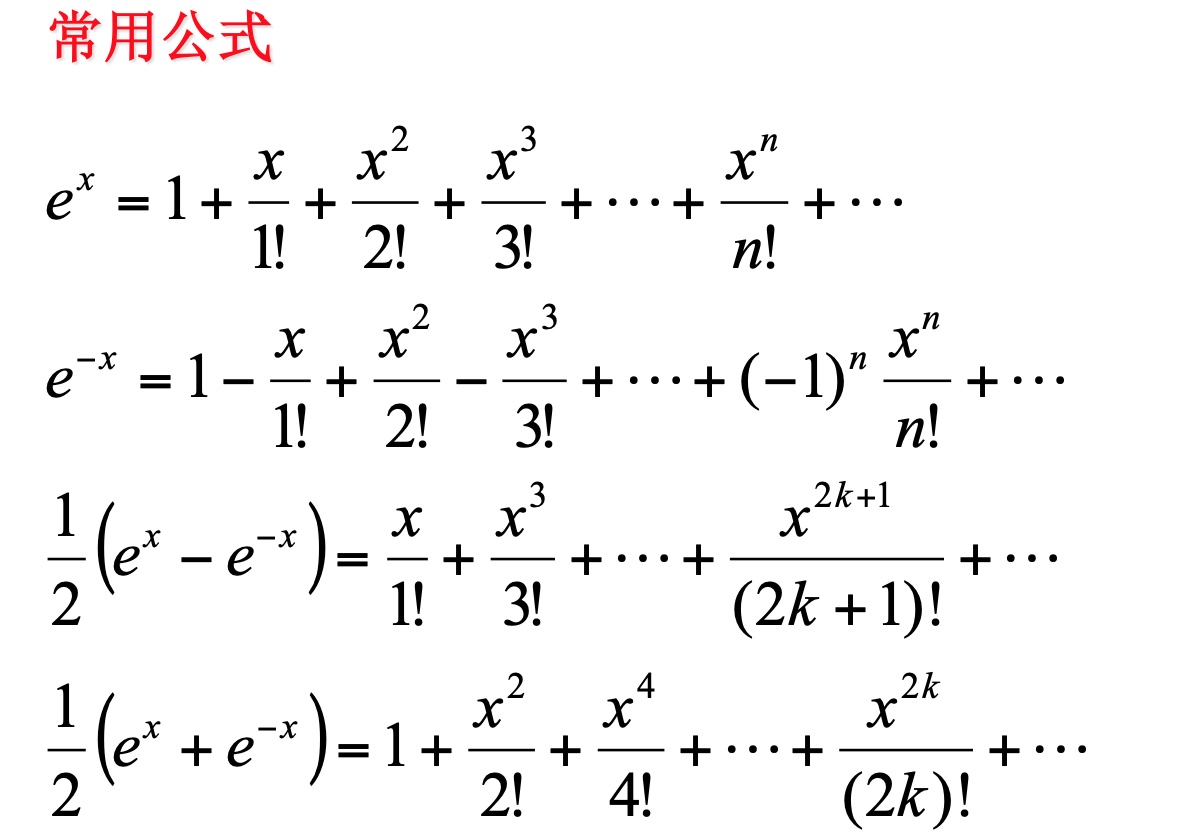 常用公式
e^x = 1 + x/1! + x^2/2! + x^3/3! + ⋯ + x^n/n! + ⋯
e^{-x} = 1 − x/1! + x^2/2! − x^3/3! + ⋯ + (−1)^n x^n/n! + ⋯
1/2 (e^x − e^{-x}) = x/1! + x^3/3! + ⋯ + x^{2k+1}/(2k+1)! + ⋯
1/2 (e^x + e^{-x}) = 1 + x^2/2! + x^4/4! + ⋯ + x^{2k}/(2k)! + ⋯